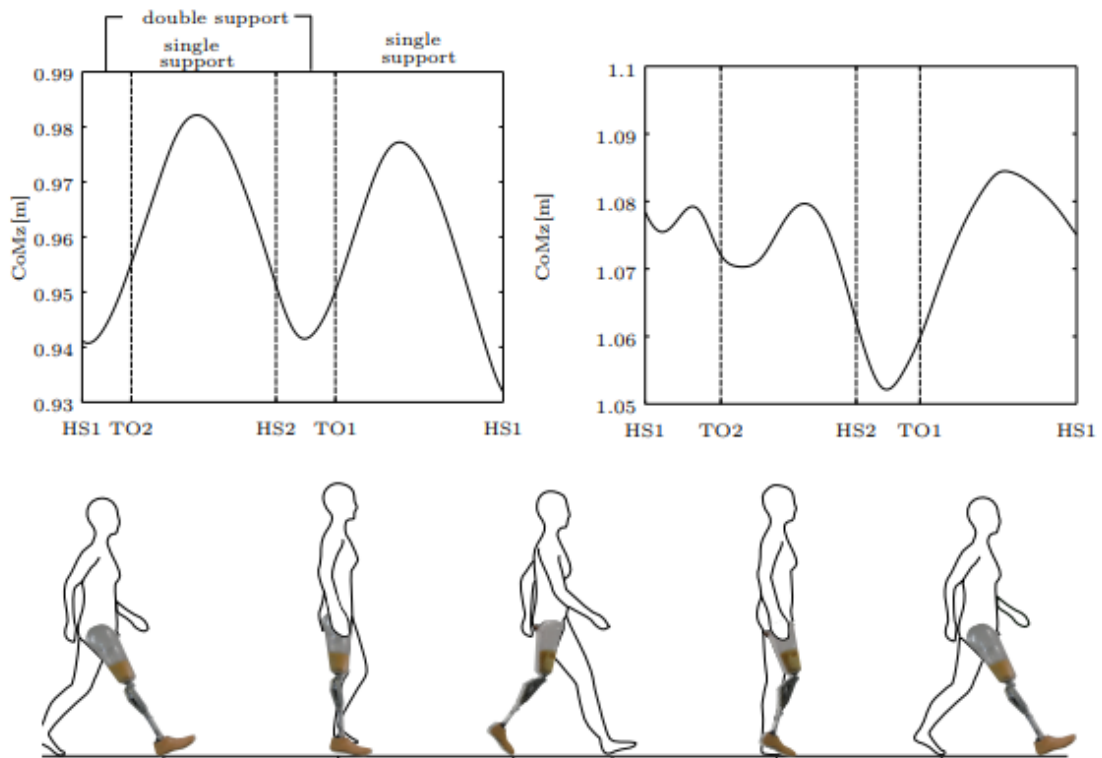 double support
single
support
single
support
0.99
0.98
0.97
0.96
0.95
0.94
0.93
CoMz[m]
HS1 TO2 HS2 TO1 HS1
1.1
1.09
1.08
1.07
1.06
1.05
CoMz[m]
HS1 TO2 HS2 TO1 HS1